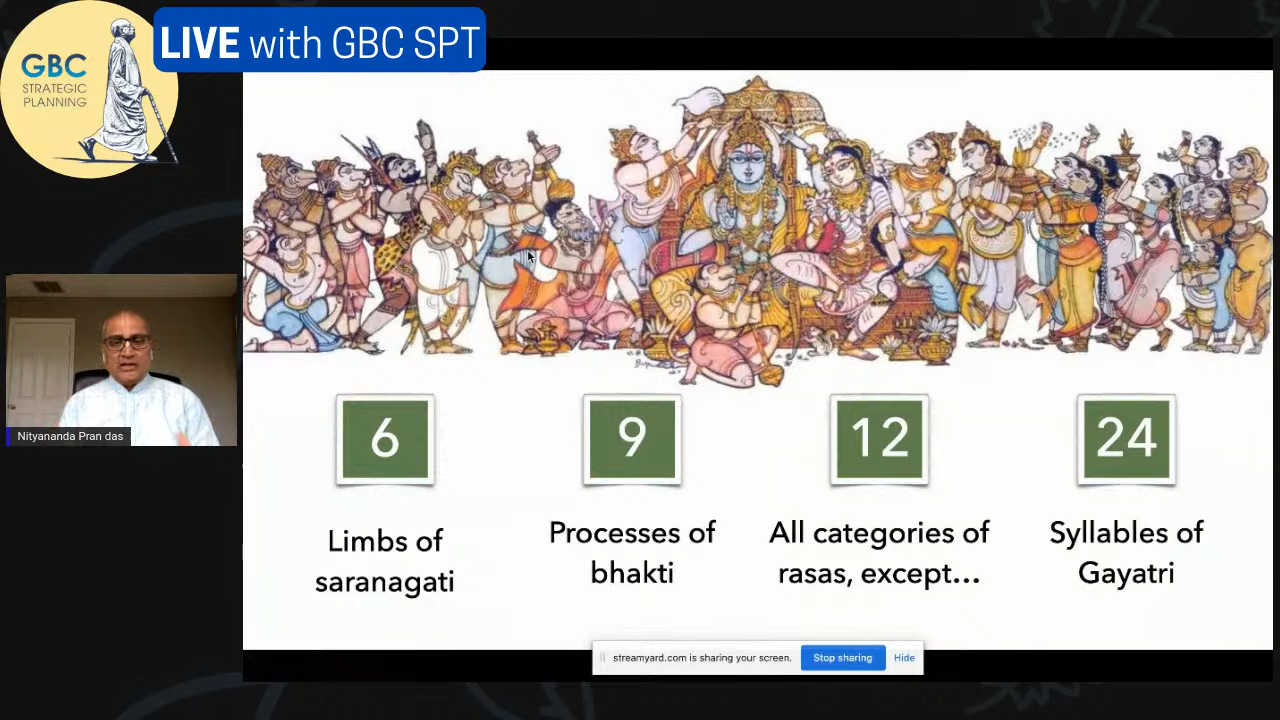 LIVE with GBC SPT
GBC
STRATEGIC
PLANNING
Nityananda Pran das
6
Limbs of
saranagati
9
Processes of
bhakti
12
All categories of
rasas, except...
24
Syllables of
Gayatri
streamyard.com is sharing your screen.
Stop sharing
Hide